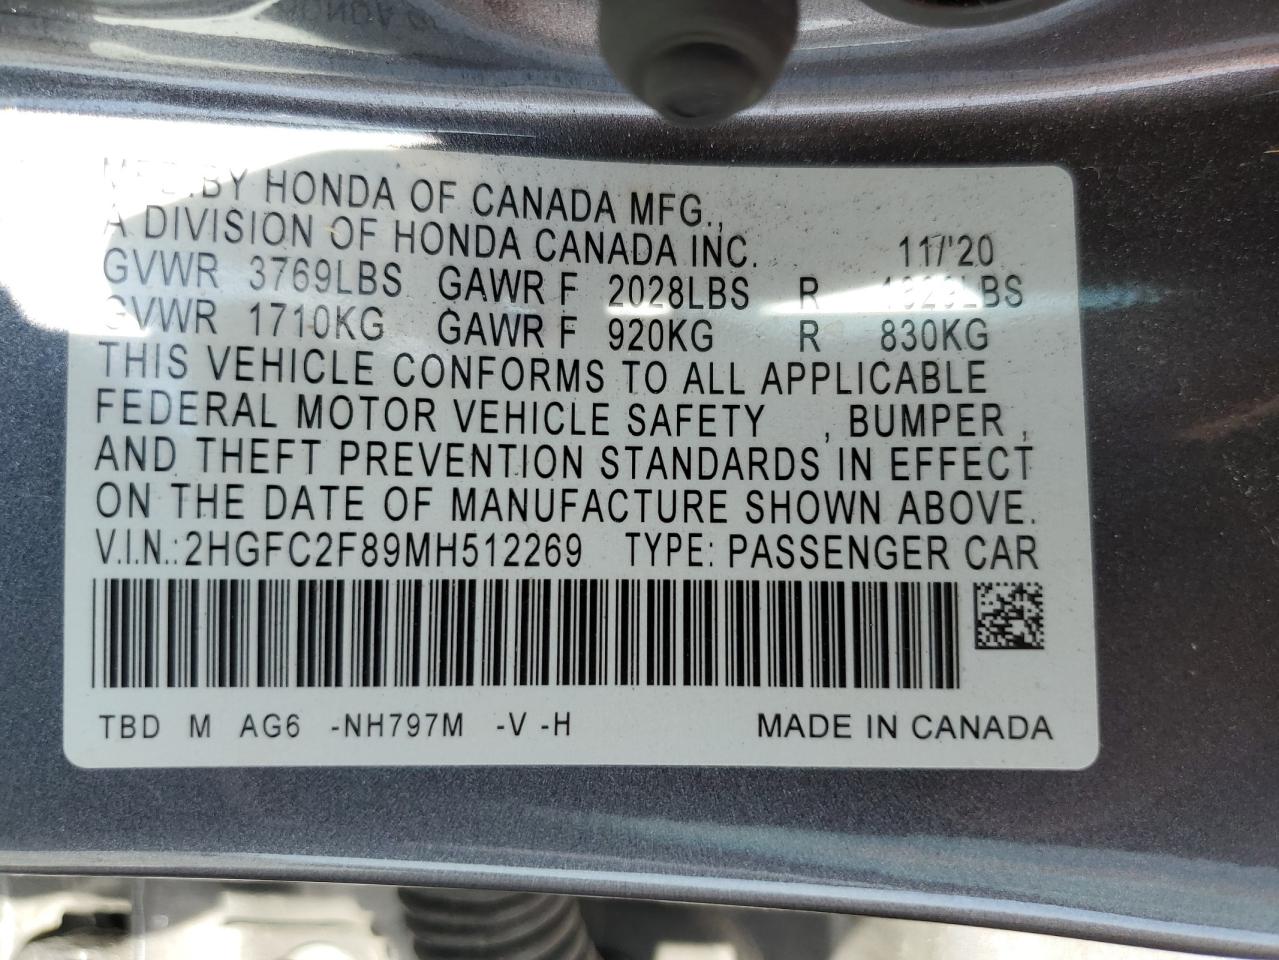 MFD.BY HONDA OF CANADA MFG.,
A DIVISION OF HONDA CANADA INC. 11/'20
GVWR 3769LBS GAWR F 2028LBS R LBS
GVWR 1710KG GAWR F 920KG R 830KG
THIS VEHICLE CONFORMS TO ALL APPLICABLE
FEDERAL MOTOR VEHICLE SAFETY , BUMPER ,
AND THEFT PREVENTION STANDARDS IN EFFECT
ON THE DATE OF MANUFACTURE SHOWN ABOVE.
V.I.N.:2HGFC2F89MH512269 TYPE: PASSENGER CAR
TBD M AG6 -NH797M -V -H MADE IN CANADA